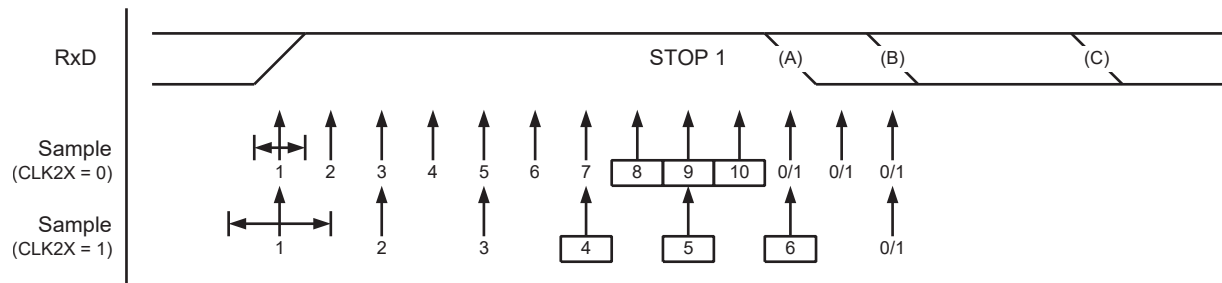 RxD STOP 1 (A) (B) (C)
Sample
(CLK2X = 0)
1 2 3 4 5 6 7 8 9 10 0/1 0/1 0/1
Sample
(CLK2X = 1)
1 2 3 4 5 6 0/1